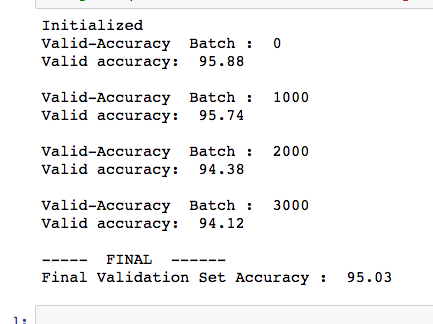 Initialized
Valid-Accuracy  Batch :  0
Valid accuracy:  95.88
Valid-Accuracy  Batch :  1000
Valid accuracy:  95.74
Valid-Accuracy  Batch :  2000
Valid accuracy:  94.38
Valid-Accuracy  Batch :  3000
Valid accuracy:  94.12
-----  FINAL  ------
Final Validation Set Accuracy :  95.03
]: